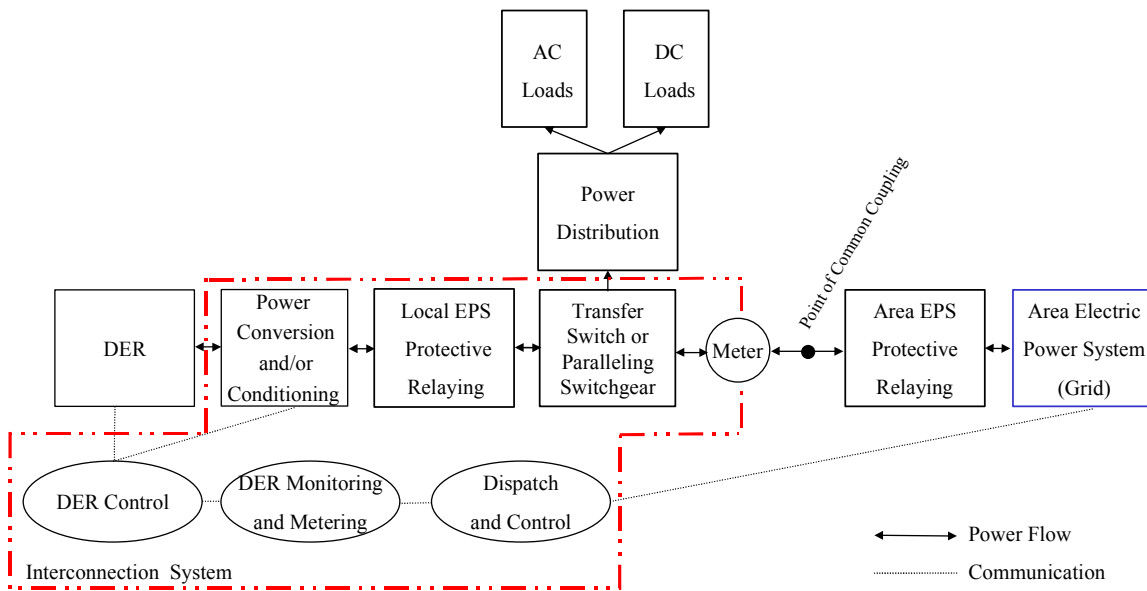 AC
Loads
DC
Loads
Power
Distribution
Point of Common Coupling
DER
Power
Conversion
and/or
Conditioning
Local EPS
Protective
Relaying
Transfer
Switch or
Paralleling
Switchgear
Meter
Area EPS
Protective
Relaying
Area Electric
Power System
(Grid)
DER Control
DER Monitoring
and Metering
Dispatch
and Control
Interconnection System
Power Flow
Communication